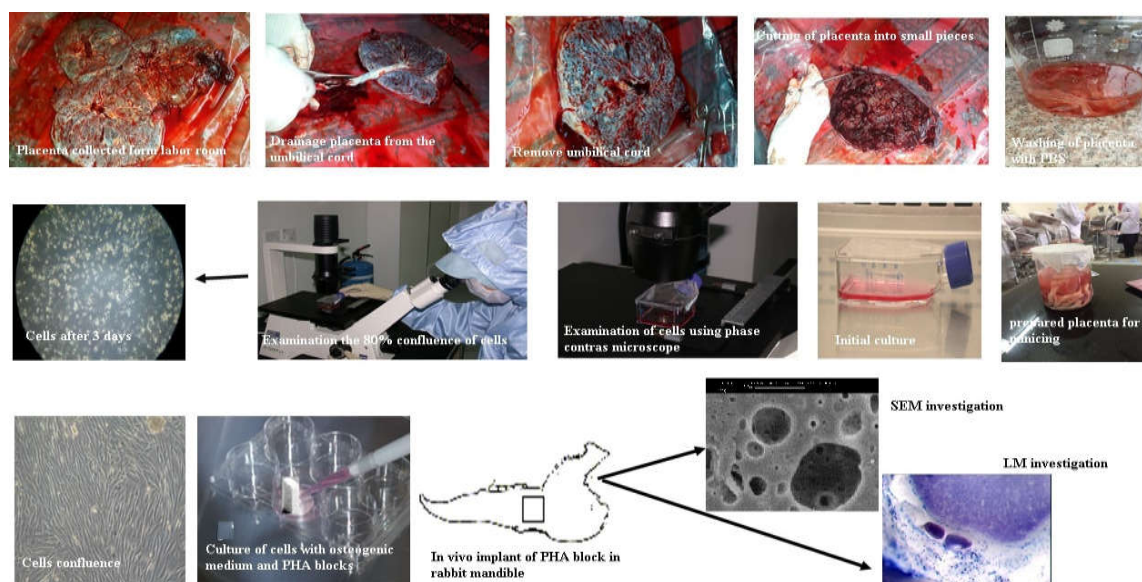 Placenta collected form labor room
Drainage placenta from the
umbilical cord
Remove umbilical cord
Cutting of placenta into small pieces
Washing of placenta
with PBS
Cells after 3 days
Examination the 80% confluence of cells
Examination of cells using phase
contras microscope
Initial culture
prepared placenta for
Cells confluence
Culture of cells with osteogenic
medium and PHA blocks
In vivo implant of PHA block in
rabbit mandible
SEM investigation
LM investigation